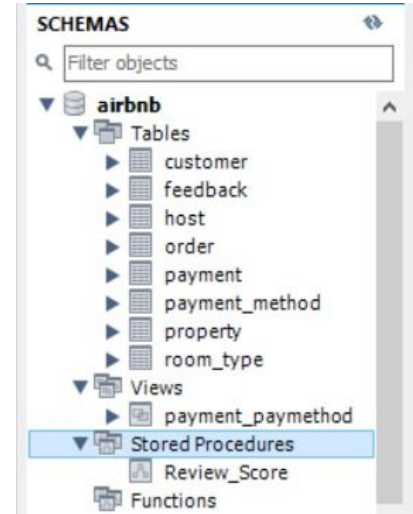 SCHEMAS
Filter objects
airbnb
Tables
customer
feedback
host
order
payment
payment_method
property
room_type
Views
payment_paymethod
Stored Procedures
Review_Score
Functions